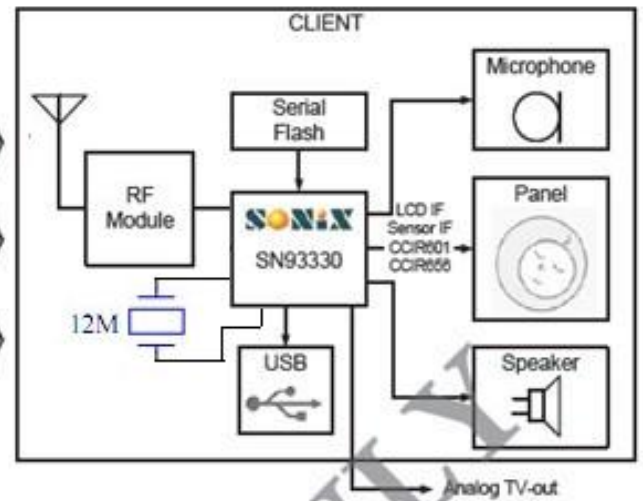 CLIENT
Microphone
Serial
Flash
RF
Module
SONiX
SN93330
LCD IF
Sensor IF
CCIR601
CCIR656
Panel
12M
USB
Speaker
Analog TV-out